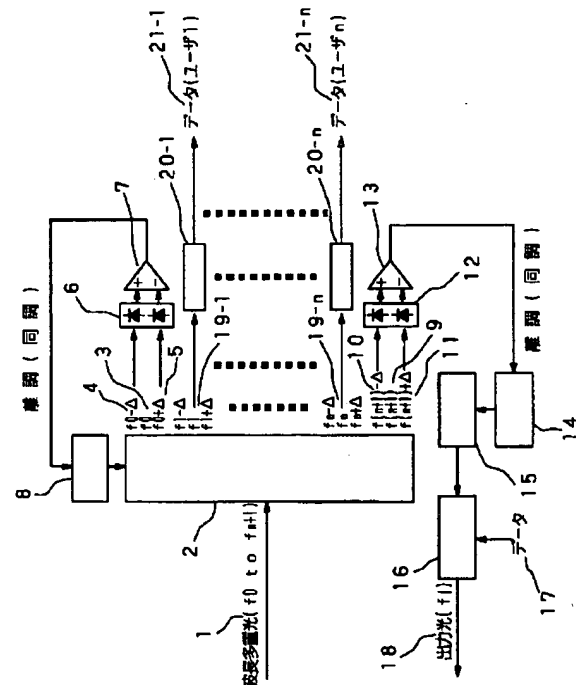 離調(同調)
7
21-1
データ(ユーザ1)
6
20-1
8
4
3
5
f0-Δ
f0
f0+Δ
19-1
f1-Δ
f1
f1+Δ
2
1
波長多重光(f0 to fn+1)
21-n
データ(ユーザn)
20-n
19-n
fn-Δ
fn
fn+Δ
13
12
10
9
11
f(n+1)-Δ
f(n+1)
f(n+1)+Δ
離調(同調)
14
15
16
データ
17
出力光(f1)
18